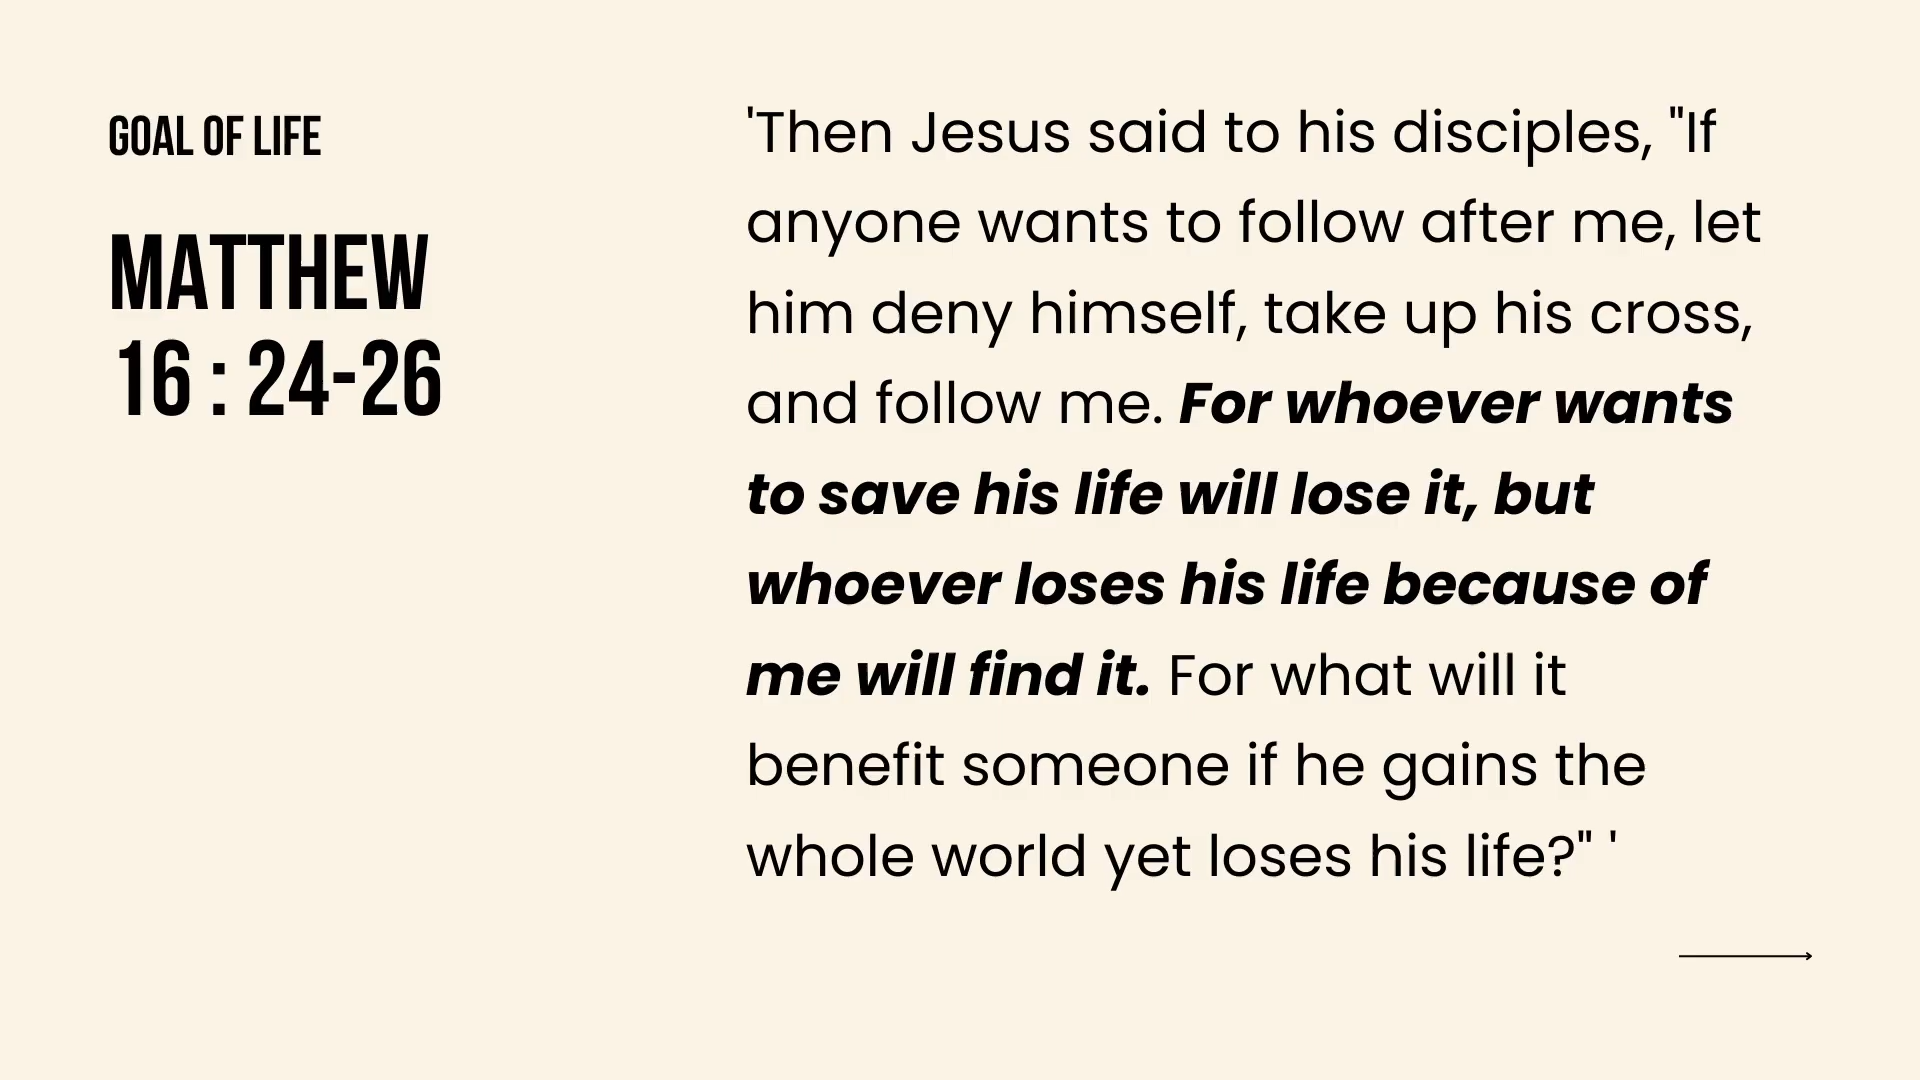 GOAL OF LIFE
MATTHEW
16 : 24-26
'Then Jesus said to his disciples, "If
anyone wants to follow after me, let
him deny himself, take up his cross,
and follow me. For whoever wants
to save his life will lose it, but
whoever loses his life because of
me will find it. For what will it
benefit someone if he gains the
whole world yet loses his life?" '